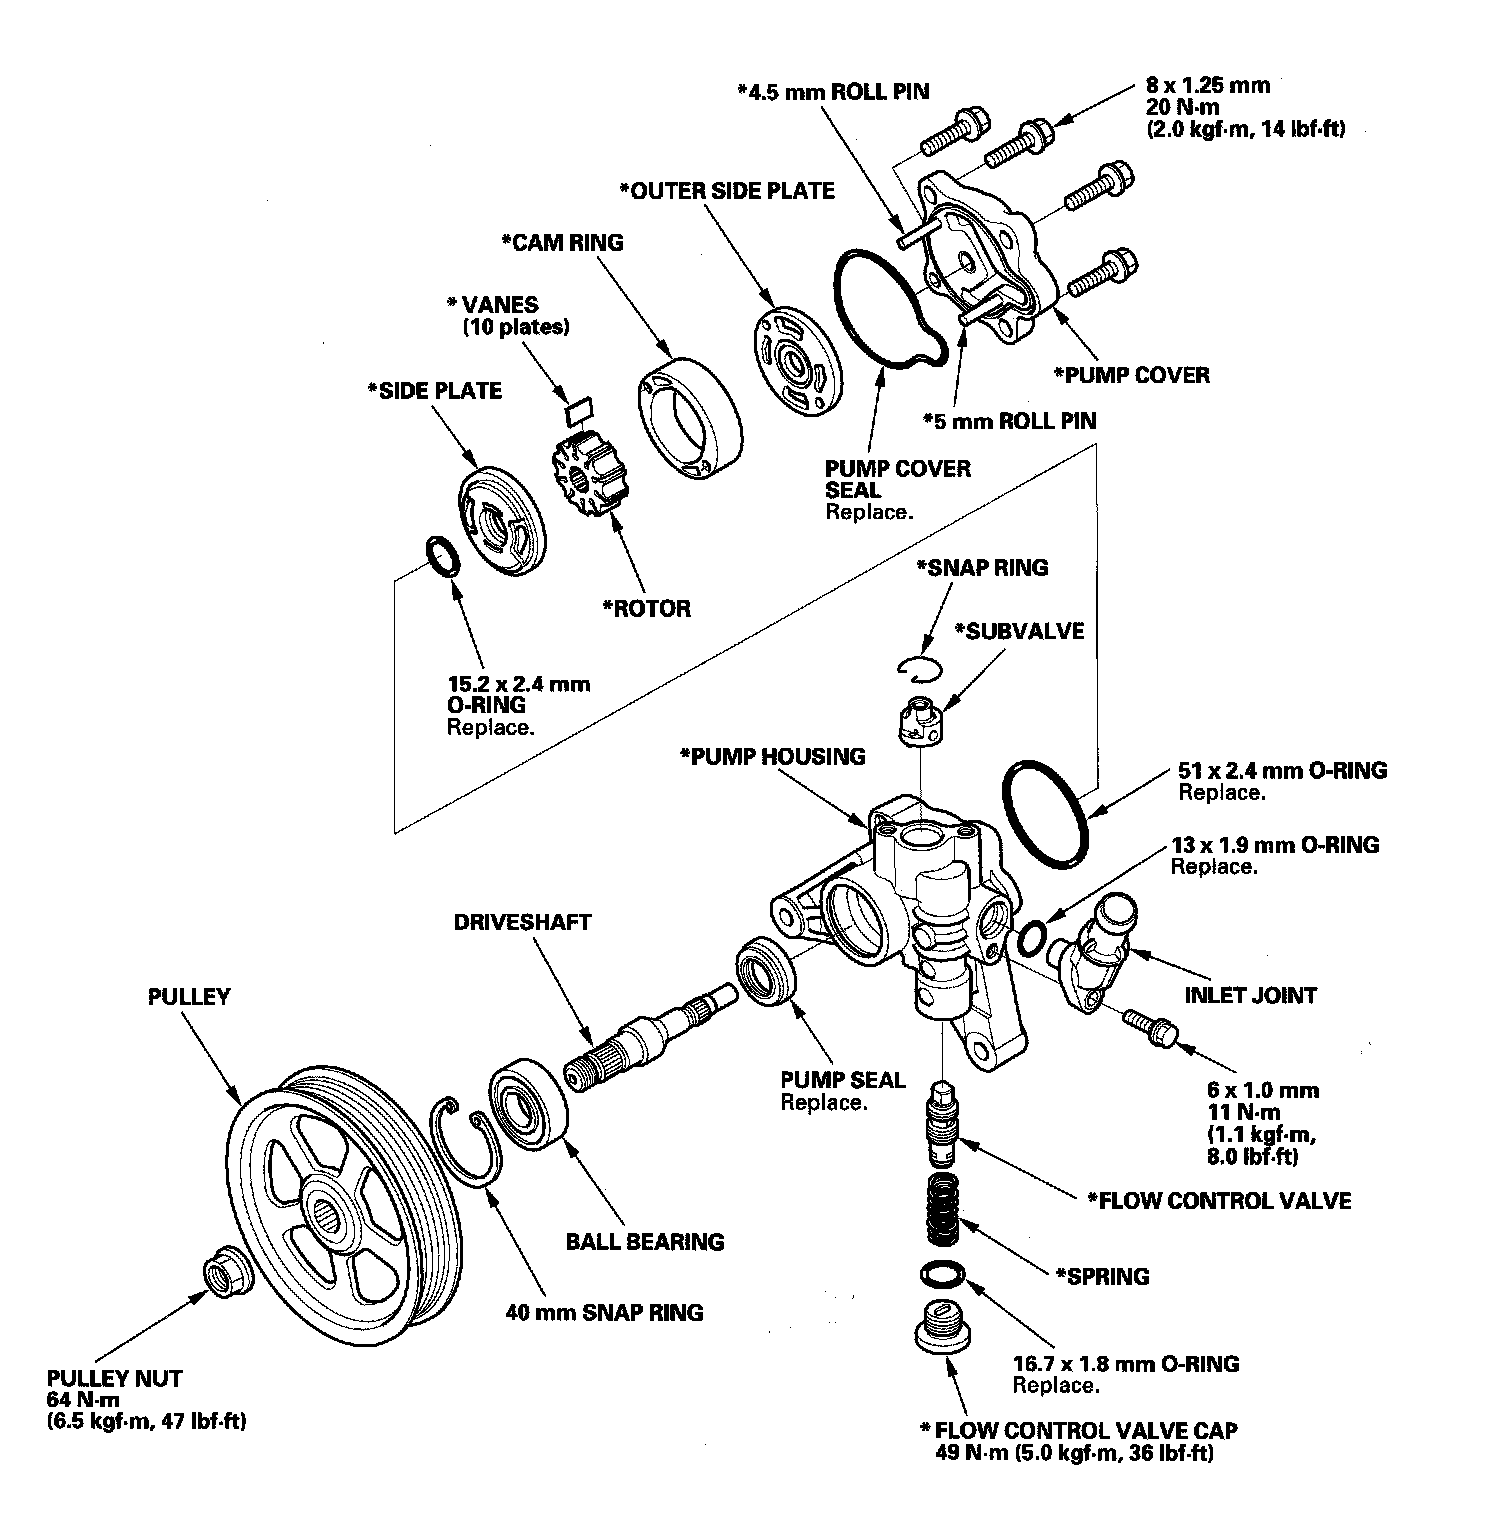 *4.5 mm ROLL PIN
8 x 1.25 mm
20 N·m
(2.0 kgf·m, 14 lbf·ft)
*OUTER SIDE PLATE
*CAM RING
* VANES
(10 plates)
*SIDE PLATE
*PUMP COVER
*5 mm ROLL PIN
PUMP COVER
SEAL
Replace.
*ROTOR
15.2 x 2.4 mm
O-RING
Replace.
*SNAP RING
*SUBVALVE
*PUMP HOUSING
51 x 2.4 mm O-RING
Replace.
13 x 1.9 mm O-RING
Replace.
DRIVESHAFT
PULLEY
INLET JOINT
PUMP SEAL
Replace.
6 x 1.0 mm
11 N·m
(1.1 kgf·m,
8.0 lbf·ft)
*FLOW CONTROL VALVE
BALL BEARING
*SPRING
40 mm SNAP RING
PULLEY NUT
64 N·m
(6.5 kgf·m, 47 lbf·ft)
16.7 x 1.8 mm O-RING
Replace.
* FLOW CONTROL VALVE CAP
49 N·m (5.0 kgf·m, 36 lbf·ft)